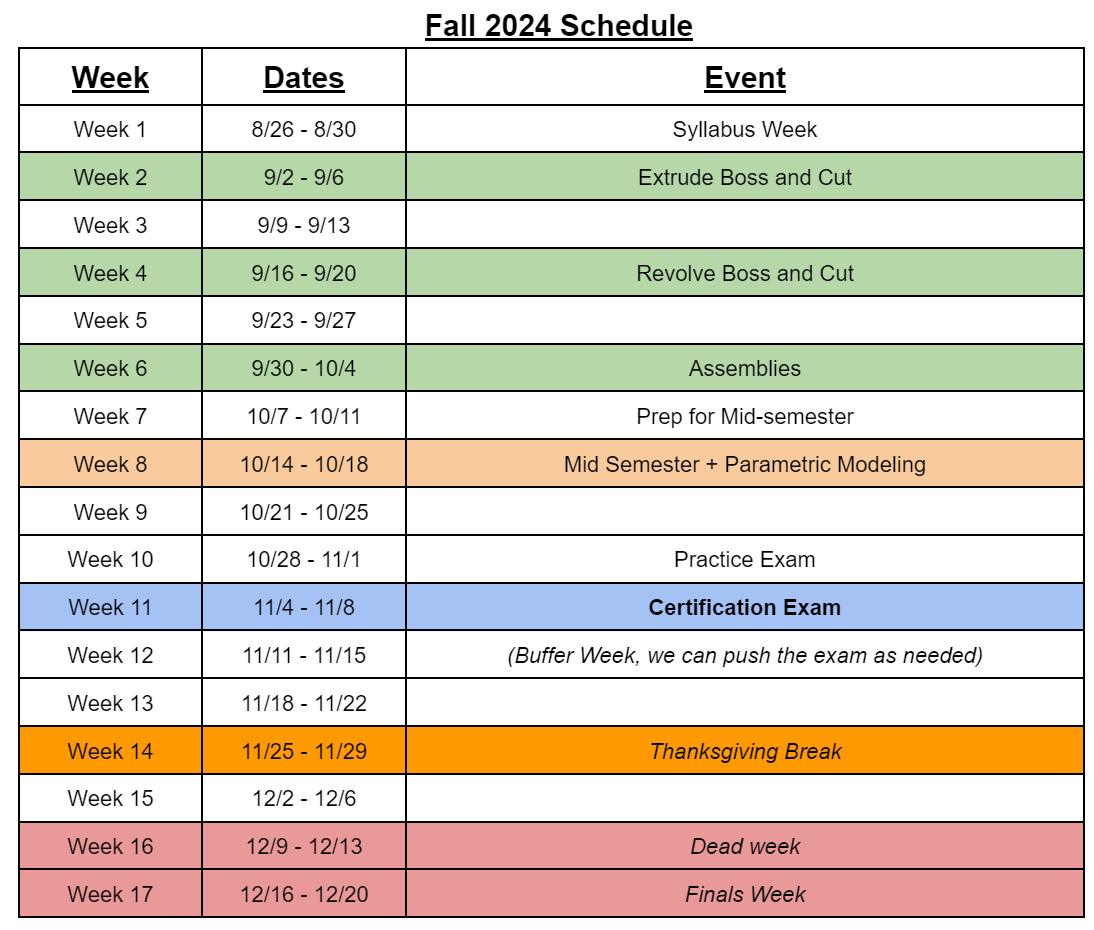 Fall 2024 Schedule
Week Dates Event
Week 1 8/26 - 8/30 Syllabus Week
Week 2 9/2 - 9/6 Extrude Boss and Cut
Week 3 9/9 - 9/13
Week 4 9/16 - 9/20 Revolve Boss and Cut
Week 5 9/23 - 9/27
Week 6 9/30 - 10/4 Assemblies
Week 7 10/7 - 10/11 Prep for Mid-semester
Week 8 10/14 - 10/18 Mid Semester + Parametric Modeling
Week 9 10/21 - 10/25
Week 10 10/28 - 11/1 Practice Exam
Week 11 11/4 - 11/8 Certification Exam
Week 12 11/11 - 11/15 (Buffer Week, we can push the exam as needed)
Week 13 11/18 - 11/22
Week 14 11/25 - 11/29 Thanksgiving Break
Week 15 12/2 - 12/6
Week 16 12/9 - 12/13 Dead week
Week 17 12/16 - 12/20 Finals Week